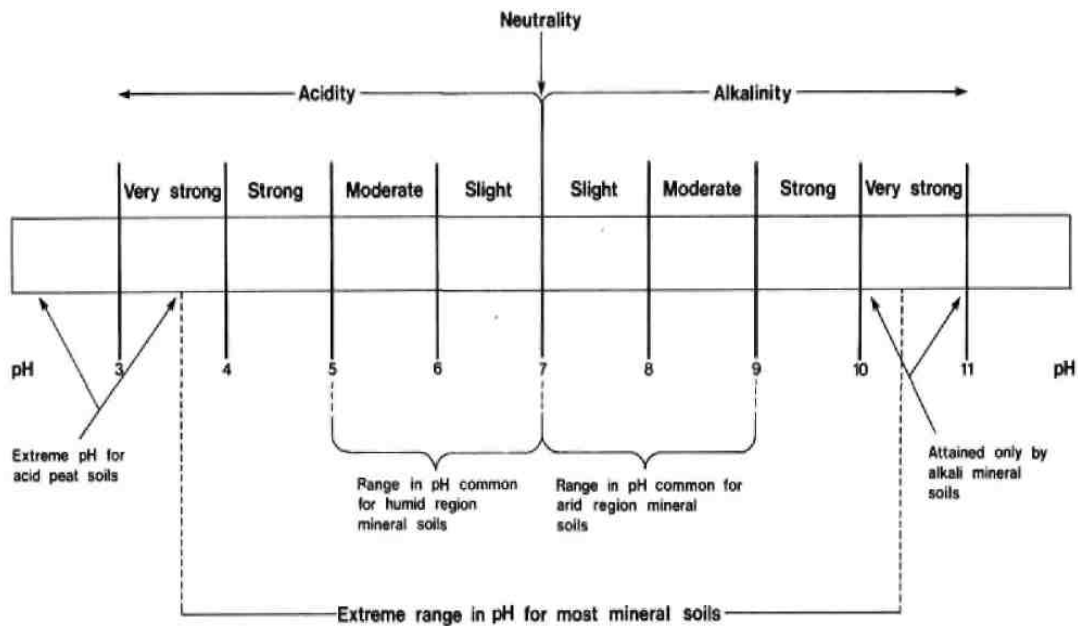 Neutrality
Acidity
Alkalinity
Very strong
Strong
Moderate
Slight
Slight
Moderate
Strong
Very strong
pH
3
4
5
6
7
8
9
10
11
pH
Extreme pH for
acid peat soils
Range in pH common
for humid region
mineral soils
Range in pH common for
arid region mineral
soils
Attained only by
alkali mineral
soils
Extreme range in pH for most mineral soils